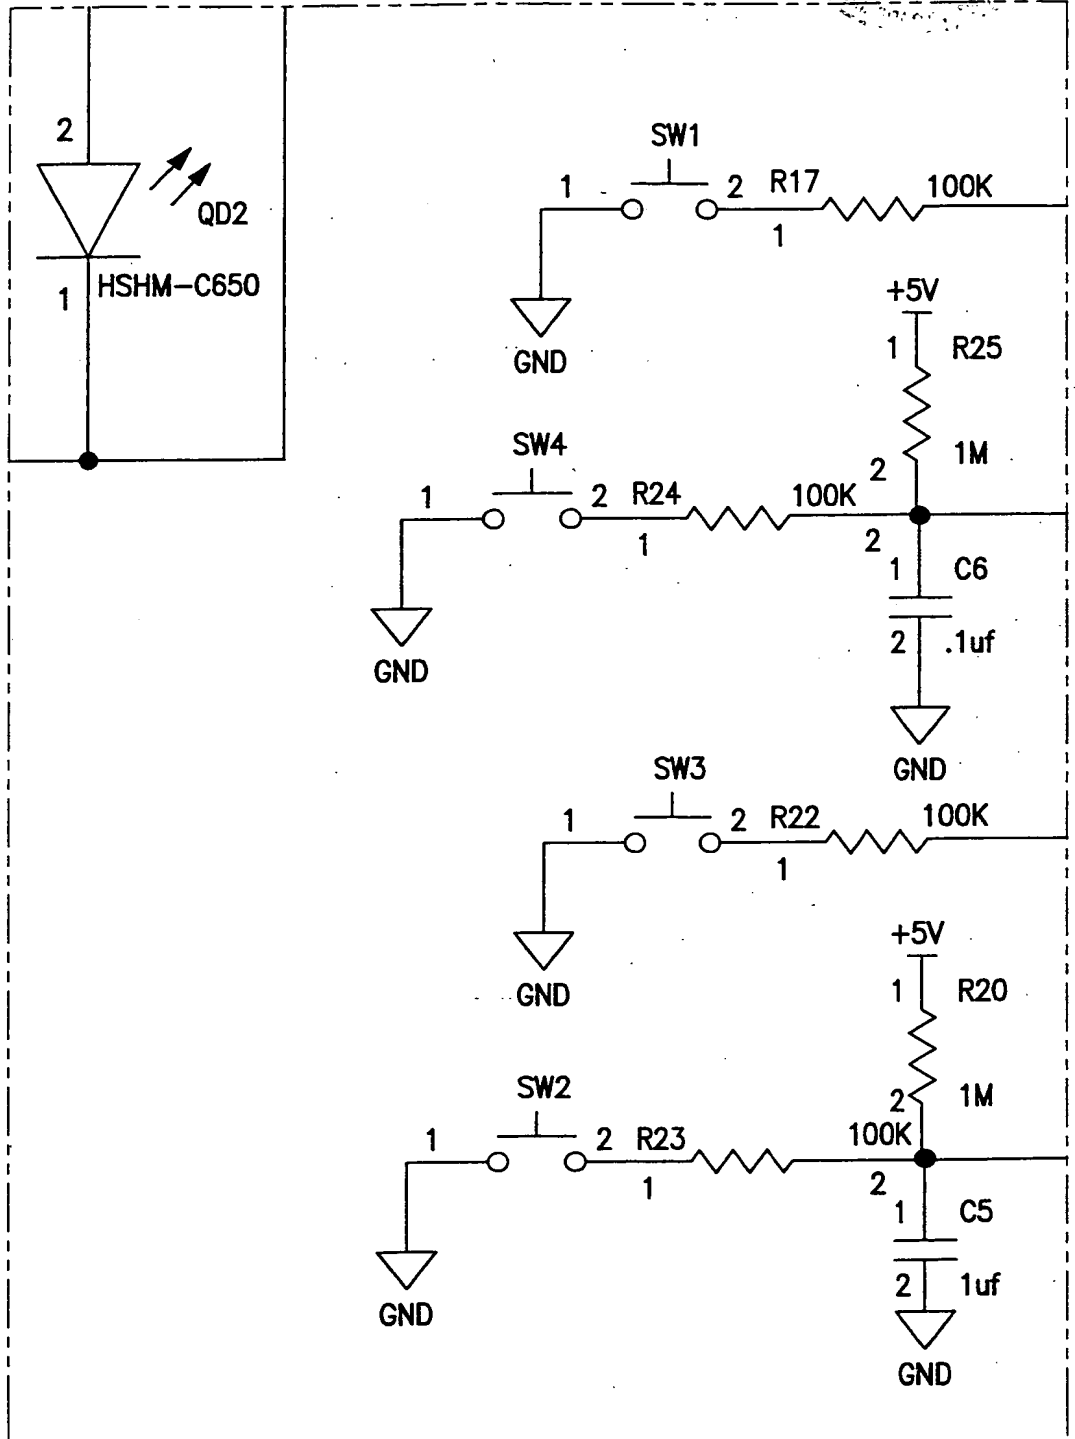 2
QD2
1 HSHM-C650
SW1
1 2 R17 100K
1
GND
+5V
1 R25
2 1M
SW4
1 2 R24 100K
1 2
GND
1 C6
2 .1uf
GND
SW3
1 2 R22 100K
1
GND
+5V
1 R20
2 1M
SW2
1 2 R23 100K
1 2
GND
1 C5
2 1uf
GND